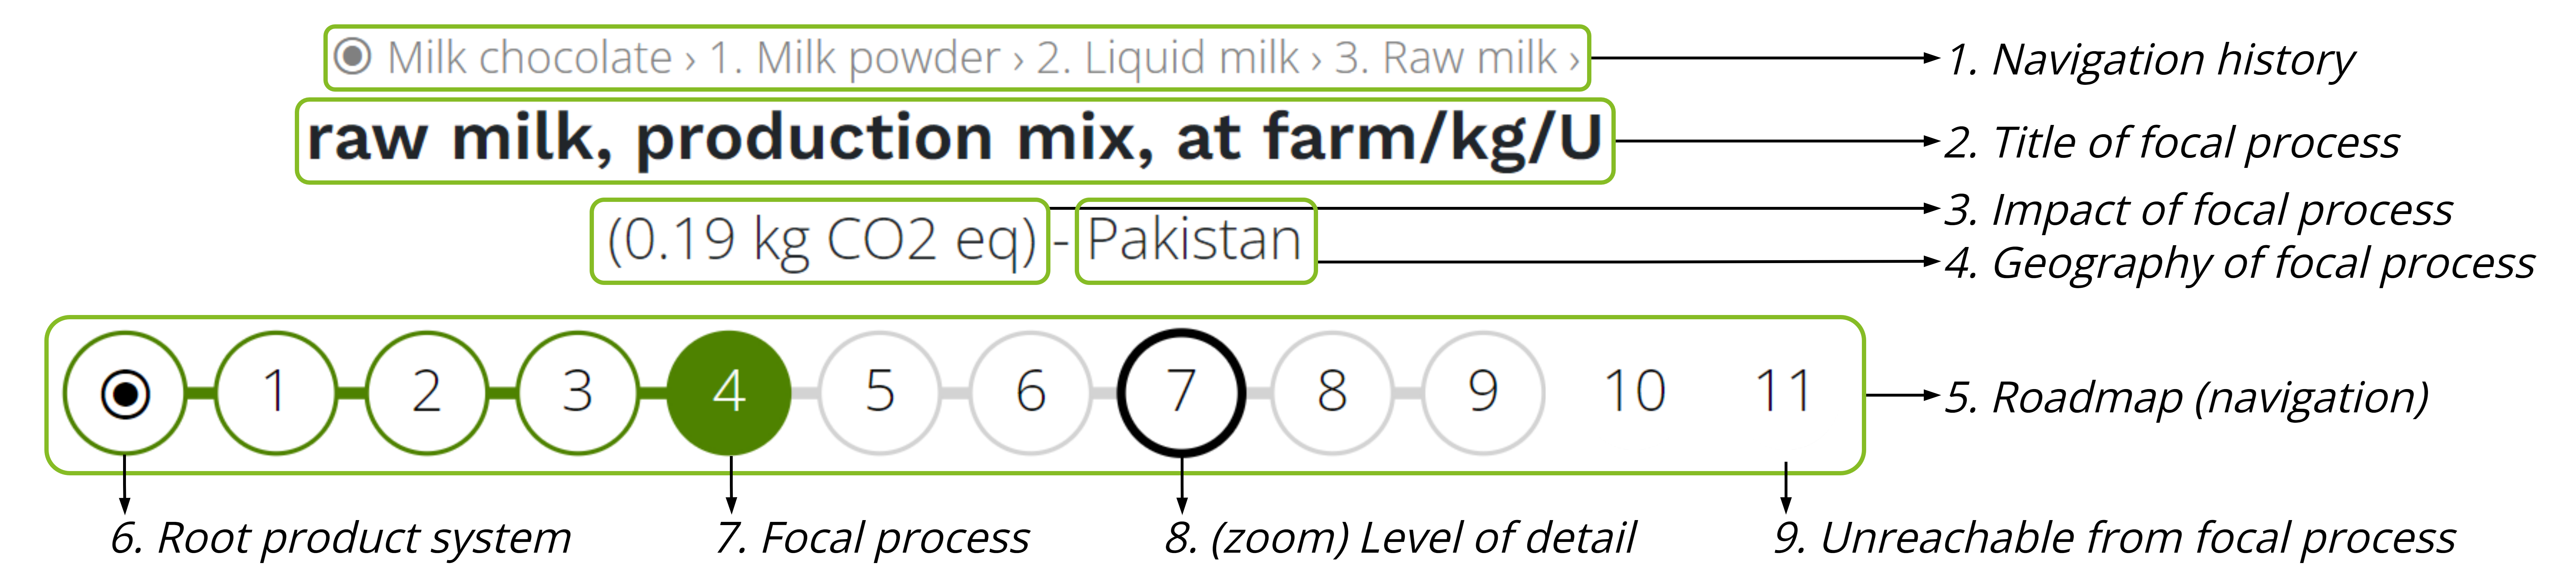 ◉ Milk chocolate › 1. Milk powder › 2. Liquid milk › 3. Raw milk ›
1. Navigation history
raw milk, production mix, at farm/kg/U
2. Title of focal process
(0.19 kg CO2 eq) - Pakistan
3. Impact of focal process
4. Geography of focal process
1 2 3 4 5 6 7 8 9 10 11
5. Roadmap (navigation)
6. Root product system
7. Focal process
8. (zoom) Level of detail
9. Unreachable from focal process